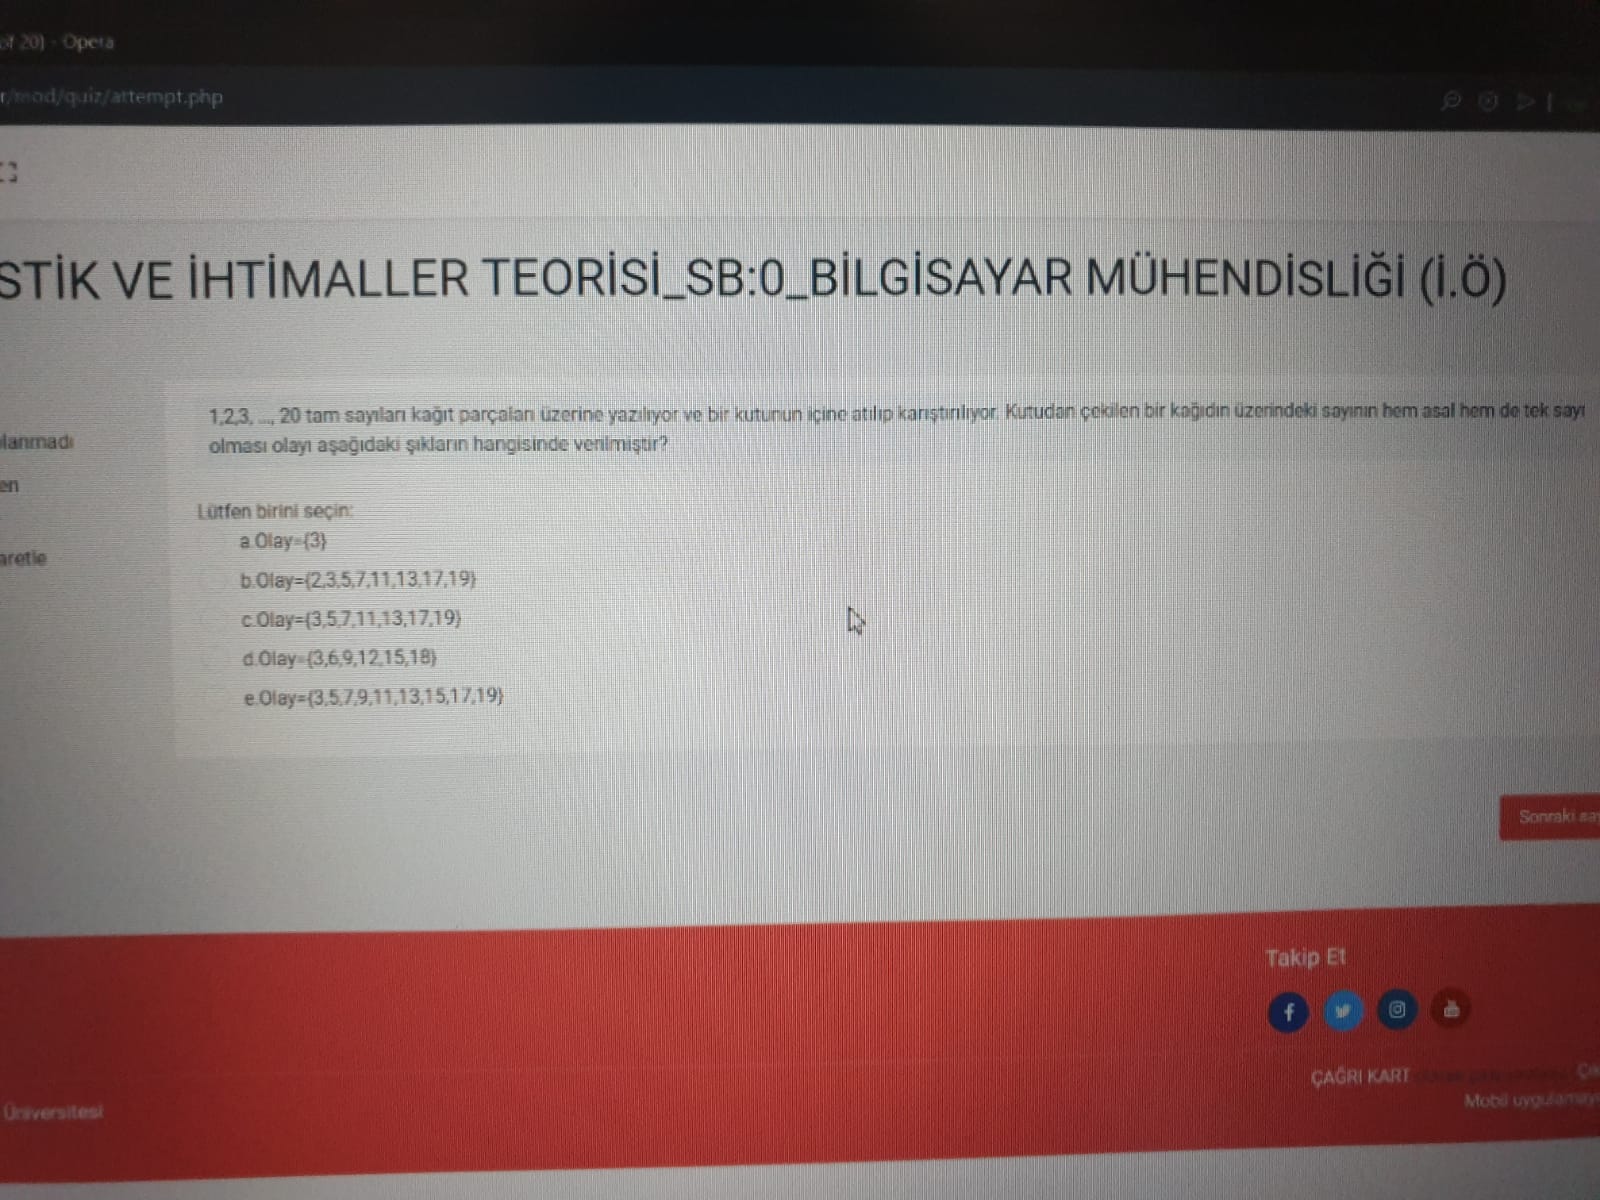 of 20) - Opera
r/mod/quiz/attempt.php
STİK VE İHTİMALLER TEORİSİ_SB:0_BİLGİSAYAR MÜHENDİSLİĞİ (İ.Ö)
1,2,3, ..., 20 tam sayıları kağıt parçaları üzerine yazılıyor ve bir kutunun içine atılıp karıştırılıyor. Kutudan çekilen bir kağıdın üzerindeki sayının hem asal hem de tek sayı
lanmadı
olması olayı aşağıdaki şıkların hangisinde verilmiştir?
en
Lütfen birini seçin:
a.Olay={3}
aretle
b.Olay={2,3,5,7,11,13,17,19}
c.Olay={3,5,7,11,13,17,19}
d.Olay={3,6,9,12,15,18}
e.Olay={3,5,7,9,11,13,15,17,19}
Sonraki say
Takip Et
ÇAĞRI KART
Üniversitesi
Mobil uygulamay